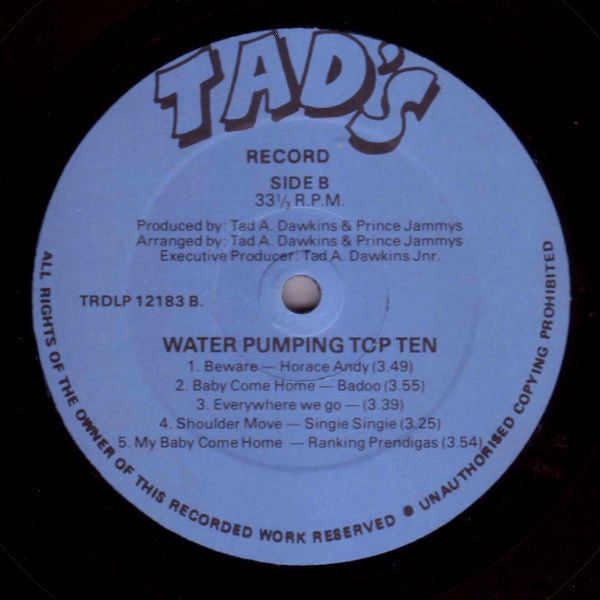 TAD'S
RECORD
SIDE B
33⅓ R.P.M.
Produced by: Tad A. Dawkins & Prince Jammys
Arranged by: Tad A. Dawkins & Prince Jammys
Executive Producer: Tad A. Dawkins Jnr.
TRDLP 12183 B.
WATER PUMPING TOP TEN
1. Beware — Horace Andy (3.49)
2. Baby Come Home — Badoo (3.55)
3. Everywhere we go — (3.39)
4. Shoulder Move — Singie Singie (3.25)
5. My Baby Come Home — Ranking Prendigas (3.54)
ALL RIGHTS OF THE OWNER OF THIS RECORDED WORK RESERVED ● UNAUTHORISED COPYING PROHIBITED